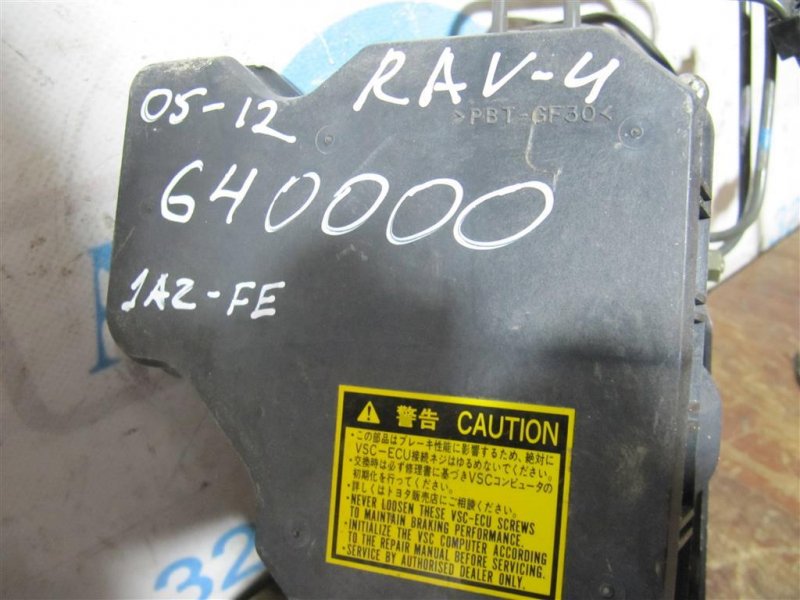 RAV-4
05-12
>PBT-GF30<
640000
1AZ-FE
警告 CAUTION
・この部品はブレーキ性能に影響するため、絶対に
VSC-ECU接続ネジはゆるめないでください。
・交換時は必ず修理書に基づきVSCコンピュータの
初期化を行ってください。
・詳しくはトヨタ販売店にご相談ください。
・NEVER LOOSEN THESE VSC-ECU SCREWS
TO MAINTAIN BRAKING PERFORMANCE.
・INITIALIZE THE VSC COMPUTER ACCORDING
TO THE REPAIR MANUAL BEFORE SERVICING.
・SERVICE BY AUTHORISED DEALER ONLY.
32